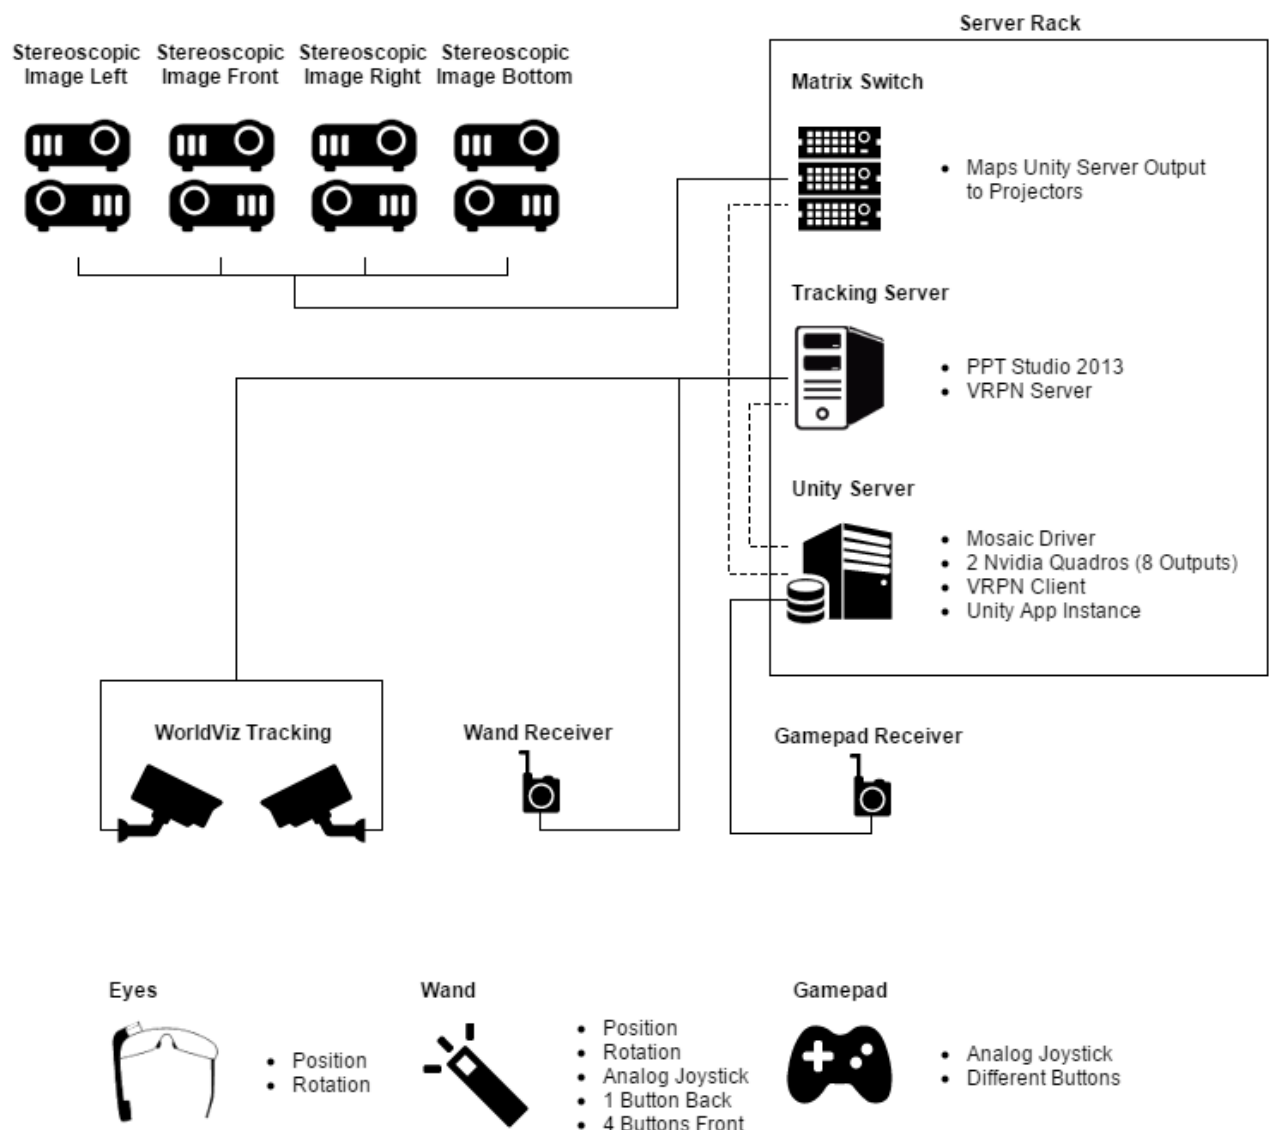 Server Rack
Stereoscopic Image Left
Stereoscopic Image Front
Stereoscopic Image Right
Stereoscopic Image Bottom
Matrix Switch
• Maps Unity Server Output
to Projectors
Tracking Server
• PPT Studio 2013
• VRPN Server
Unity Server
• Mosaic Driver
• 2 Nvidia Quadros (8 Outputs)
• VRPN Client
• Unity App Instance
WorldViz Tracking
Wand Receiver
Gamepad Receiver
Eyes
• Position
• Rotation
Wand
• Position
• Rotation
• Analog Joystick
• 1 Button Back
• 4 Buttons Front
Gamepad
• Analog Joystick
• Different Buttons